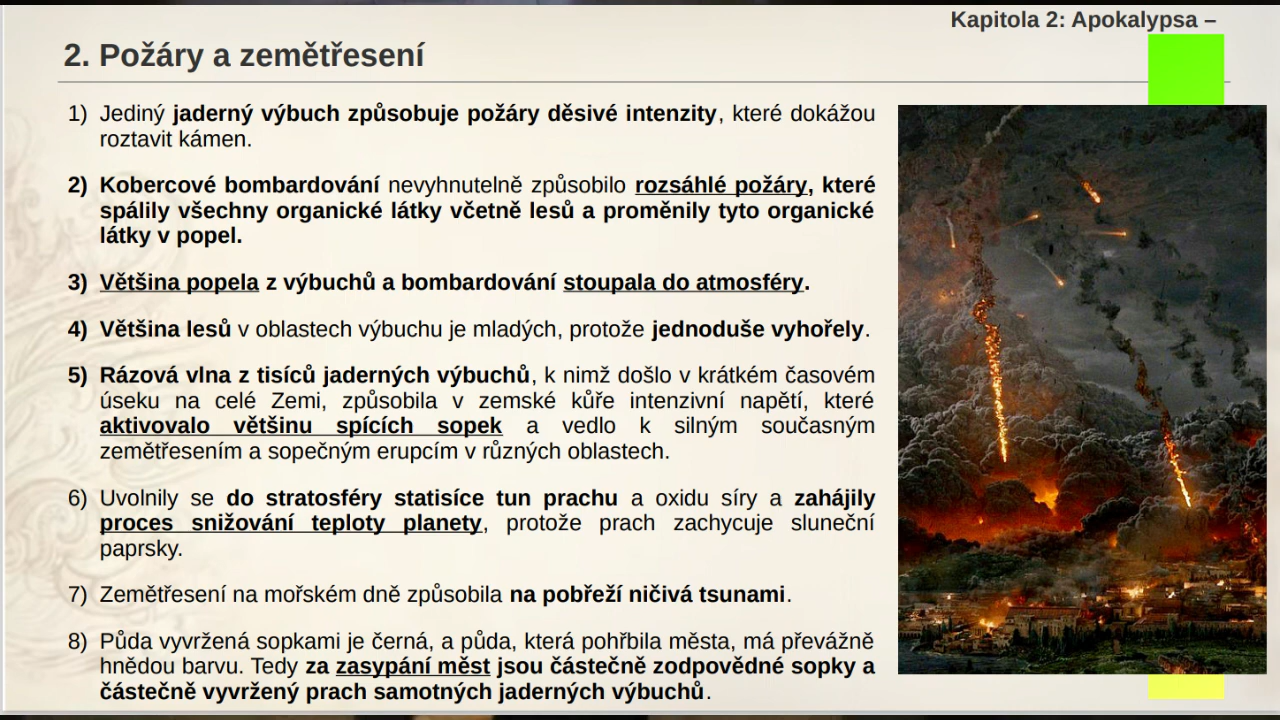 Kapitola 2: Apokalypsa –
2. Požáry a zemětřesení
1) Jediný jaderný výbuch způsobuje požáry děsivé intenzity, které dokážou
roztavit kámen.
2) Kobercové bombardování nevyhnutelně způsobilo rozsáhlé požáry, které
spálily všechny organické látky včetně lesů a proměnily tyto organické
látky v popel.
3) Většina popela z výbuchů a bombardování stoupala do atmosféry.
4) Většina lesů v oblastech výbuchu je mladých, protože jednoduše vyhořely.
5) Rázová vlna z tisíců jaderných výbuchů, k nimž došlo v krátkém časovém
úseku na celé Zemi, způsobila v zemské kůře intenzivní napětí, které
aktivovalo většinu spících sopek a vedlo k silným současným
zemětřesením a sopečným erupcím v různých oblastech.
6) Uvolnily se do stratosféry statisíce tun prachu a oxidu síry a zahájily
proces snižování teploty planety, protože prach zachycuje sluneční
paprsky.
7) Zemětřesení na mořském dně způsobila na pobřeží ničivá tsunami.
8) Půda vyvržená sopkami je černá, a půda, která pohřbila města, má převážně
hnědou barvu. Tedy za zasypání měst jsou částečně zodpovědné sopky a
částečně vyvržený prach samotných jaderných výbuchů.